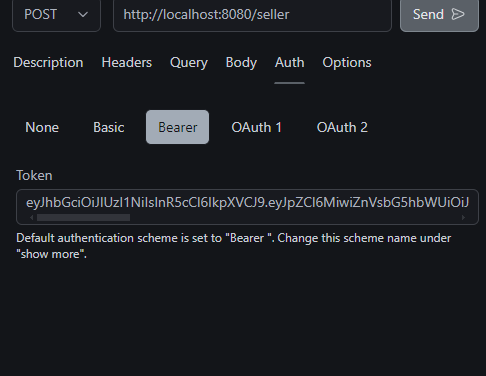 POST http://localhost:8080/seller Send
Description Headers Query Body Auth Options
None Basic Bearer OAuth 1 OAuth 2
Token
eyJhbGciOiJIUzI1NiIsInR5cCI6IkpXVCJ9.eyJpZCI6MiwiZnVsbG5hbWUiOiJ
Default authentication scheme is set to "Bearer ". Change this scheme name under
"show more".